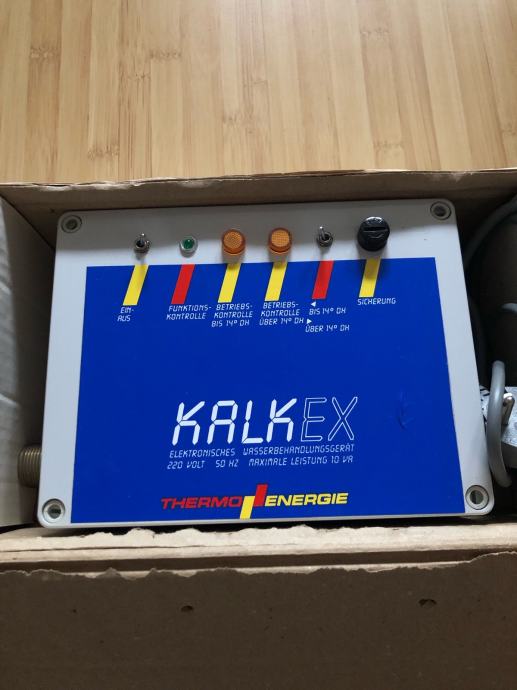 EIN-
AUS
FUNKTIONS-
KONTROLLE
BETRIEBS-
KONTROLLE
BIS 14° DH
BETRIEBS-
KONTROLLE
ÜBER 14° DH
◀
BIS 14° DH
▶
ÜBER 14° DH
SICHERUNG
KALKEX
ELEKTRONISCHES WASSERBEHANDLUNGSGERÄT
220 VOLT 50 HZ MAXIMALE LEISTUNG 10 VA
THERMO ENERGIE